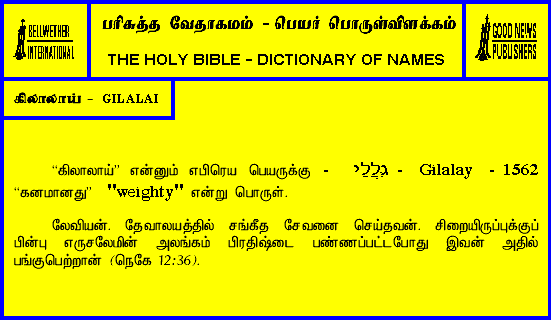 BELLWETHER
INTERNATIONAL
பரிசுத்த வேதாகமம் - பெயர் பொருள்விளக்கம்
THE HOLY BIBLE - DICTIONARY OF NAMES
GOOD NEWS
PUBLISHERS
கிலாலாய் - GILALAI
“கிலாலாய்” என்னும் எபிரெய பெயருக்கு - גִּלֲלַי - Gilalay - 1562
“கனமானது” "weighty" என்று பொருள்.
லேவியன். தேவாலயத்தில் சங்கீத சேவனை செய்தவன். சிறையிருப்புக்குப்
பின்பு எருசலேமின் அலங்கம் பிரதிஷ்டை பண்ணப்பட்டபோது இவன் அதில்
பங்குபெற்றான் (நெகே 12:36).